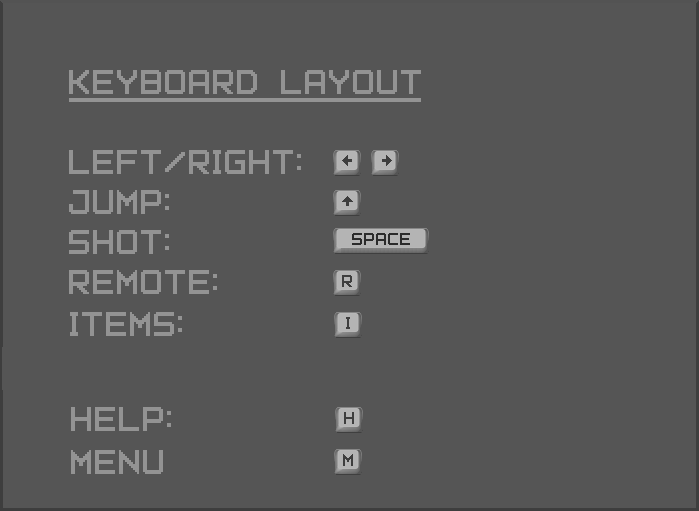 KEYBOARD LAYOUT
LEFT/RIGHT: ← →
JUMP: ↑
SHOT: SPACE
REMOTE: R
ITEMS: I
HELP: H
MENU M